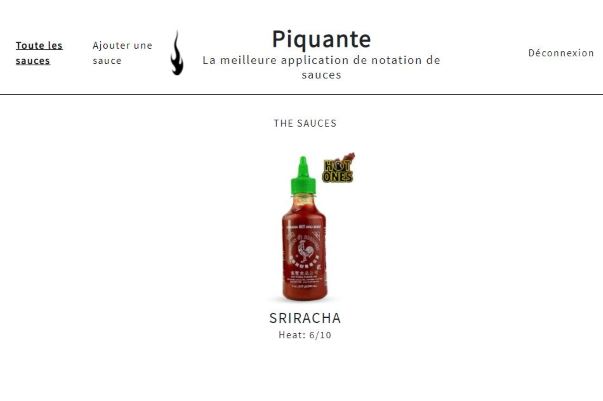 Toute les
sauces
Ajouter une
sauce
Piquante
La meilleure application de notation de
sauces
Déconnexion
THE SAUCES
HOT
ONES
SRIRACHA
Heat: 6/10